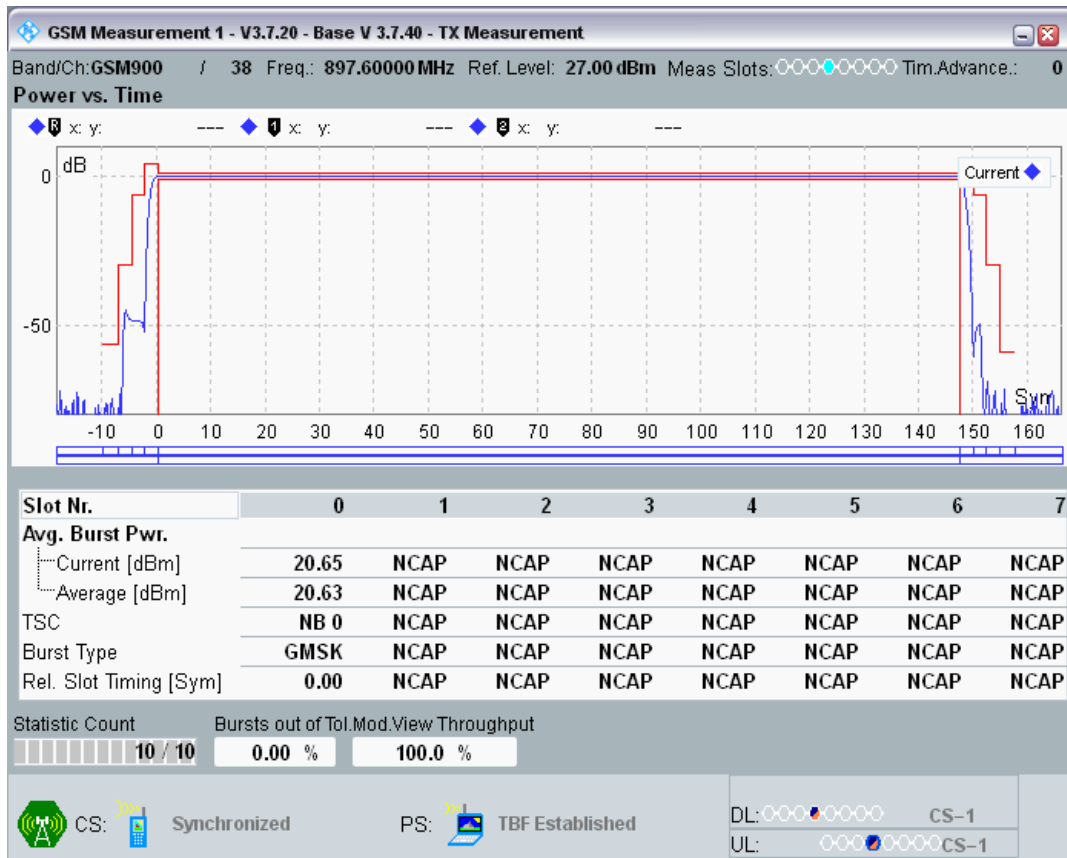 GSM Measurement 1 - V3.7.20 - Base V 3.7.40 - TX Measurement
Band/Ch:GSM900 / 38 Freq.: 897.60000 MHz Ref. Level: 27.00 dBm Meas Slots: Tim.Advance.: 0
Power vs. Time
R x: y: --- 1 x: y: --- 2 x: y: ---
dB
Current
0
-50
Sym
-10 0 10 20 30 40 50 60 70 80 90 100 110 120 130 140 150 160
Slot Nr. 0 1 2 3 4 5 6 7
Avg. Burst Pwr.
Current [dBm] 20.65 NCAP NCAP NCAP NCAP NCAP NCAP NCAP
Average [dBm] 20.63 NCAP NCAP NCAP NCAP NCAP NCAP NCAP
TSC NB 0 NCAP NCAP NCAP NCAP NCAP NCAP NCAP
Burst Type GMSK NCAP NCAP NCAP NCAP NCAP NCAP NCAP
Rel. Slot Timing [Sym] 0.00 NCAP NCAP NCAP NCAP NCAP NCAP NCAP
Statistic Count Bursts out of Tol. Mod.View Throughput
10 / 10 0.00 % 100.0 %
CS: Synchronized PS: TBF Established DL: CS-1
UL: CS-1